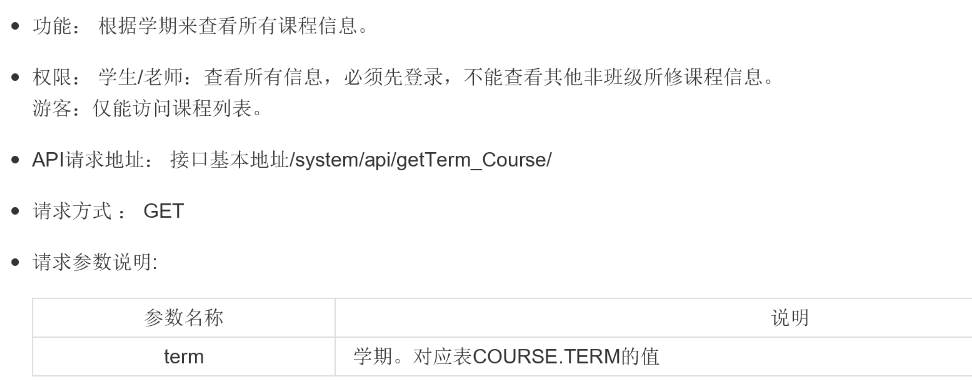 功能： 根据学期来查看所有课程信息。
权限： 学生/老师：查看所有信息，必须先登录，不能查看其他非班级所修课程信息。
游客：仅能访问课程列表。
API请求地址： 接口基本地址/system/api/getTerm_Course/
请求方式 ： GET
请求参数说明:
参数名称 说明
term 学期。对应表COURSE.TERM的值